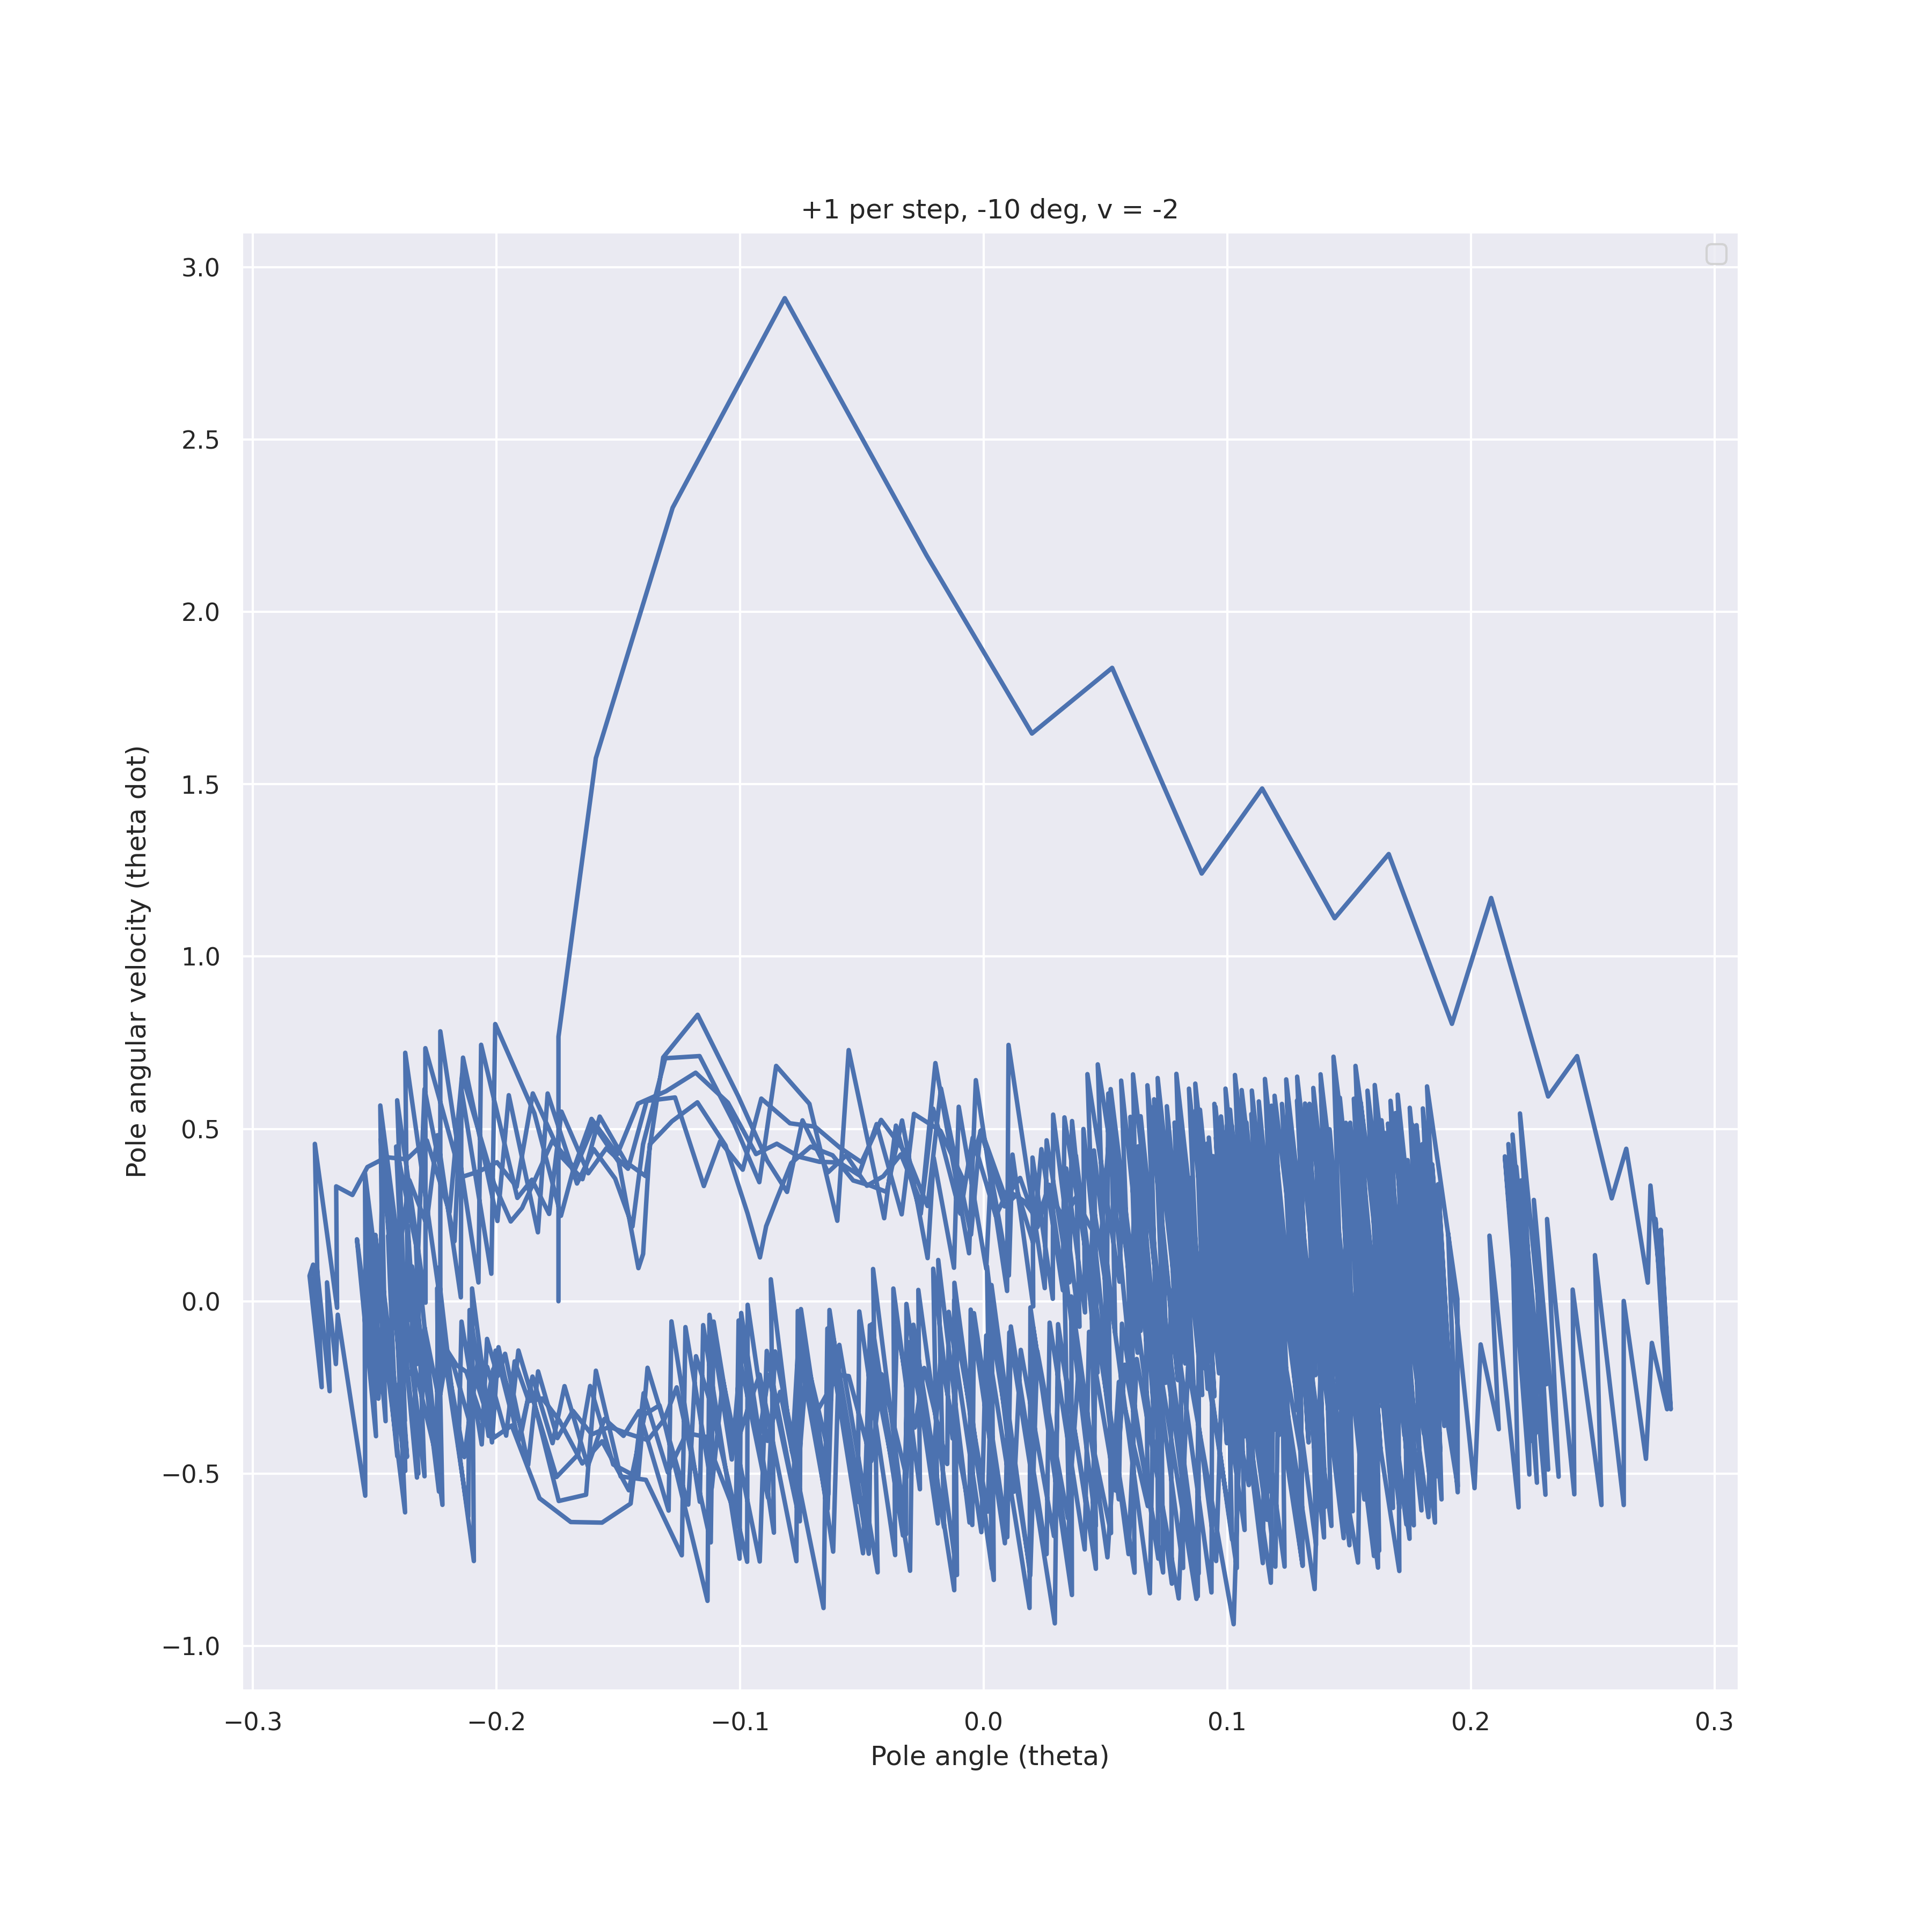 +1 per step, -10 deg, v = -2
3.0
2.5
2.0
1.5
1.0
0.5
0.0
−0.5
−1.0
Pole angular velocity (theta dot)
−0.3 −0.2 −0.1 0.0 0.1 0.2 0.3
Pole angle (theta)